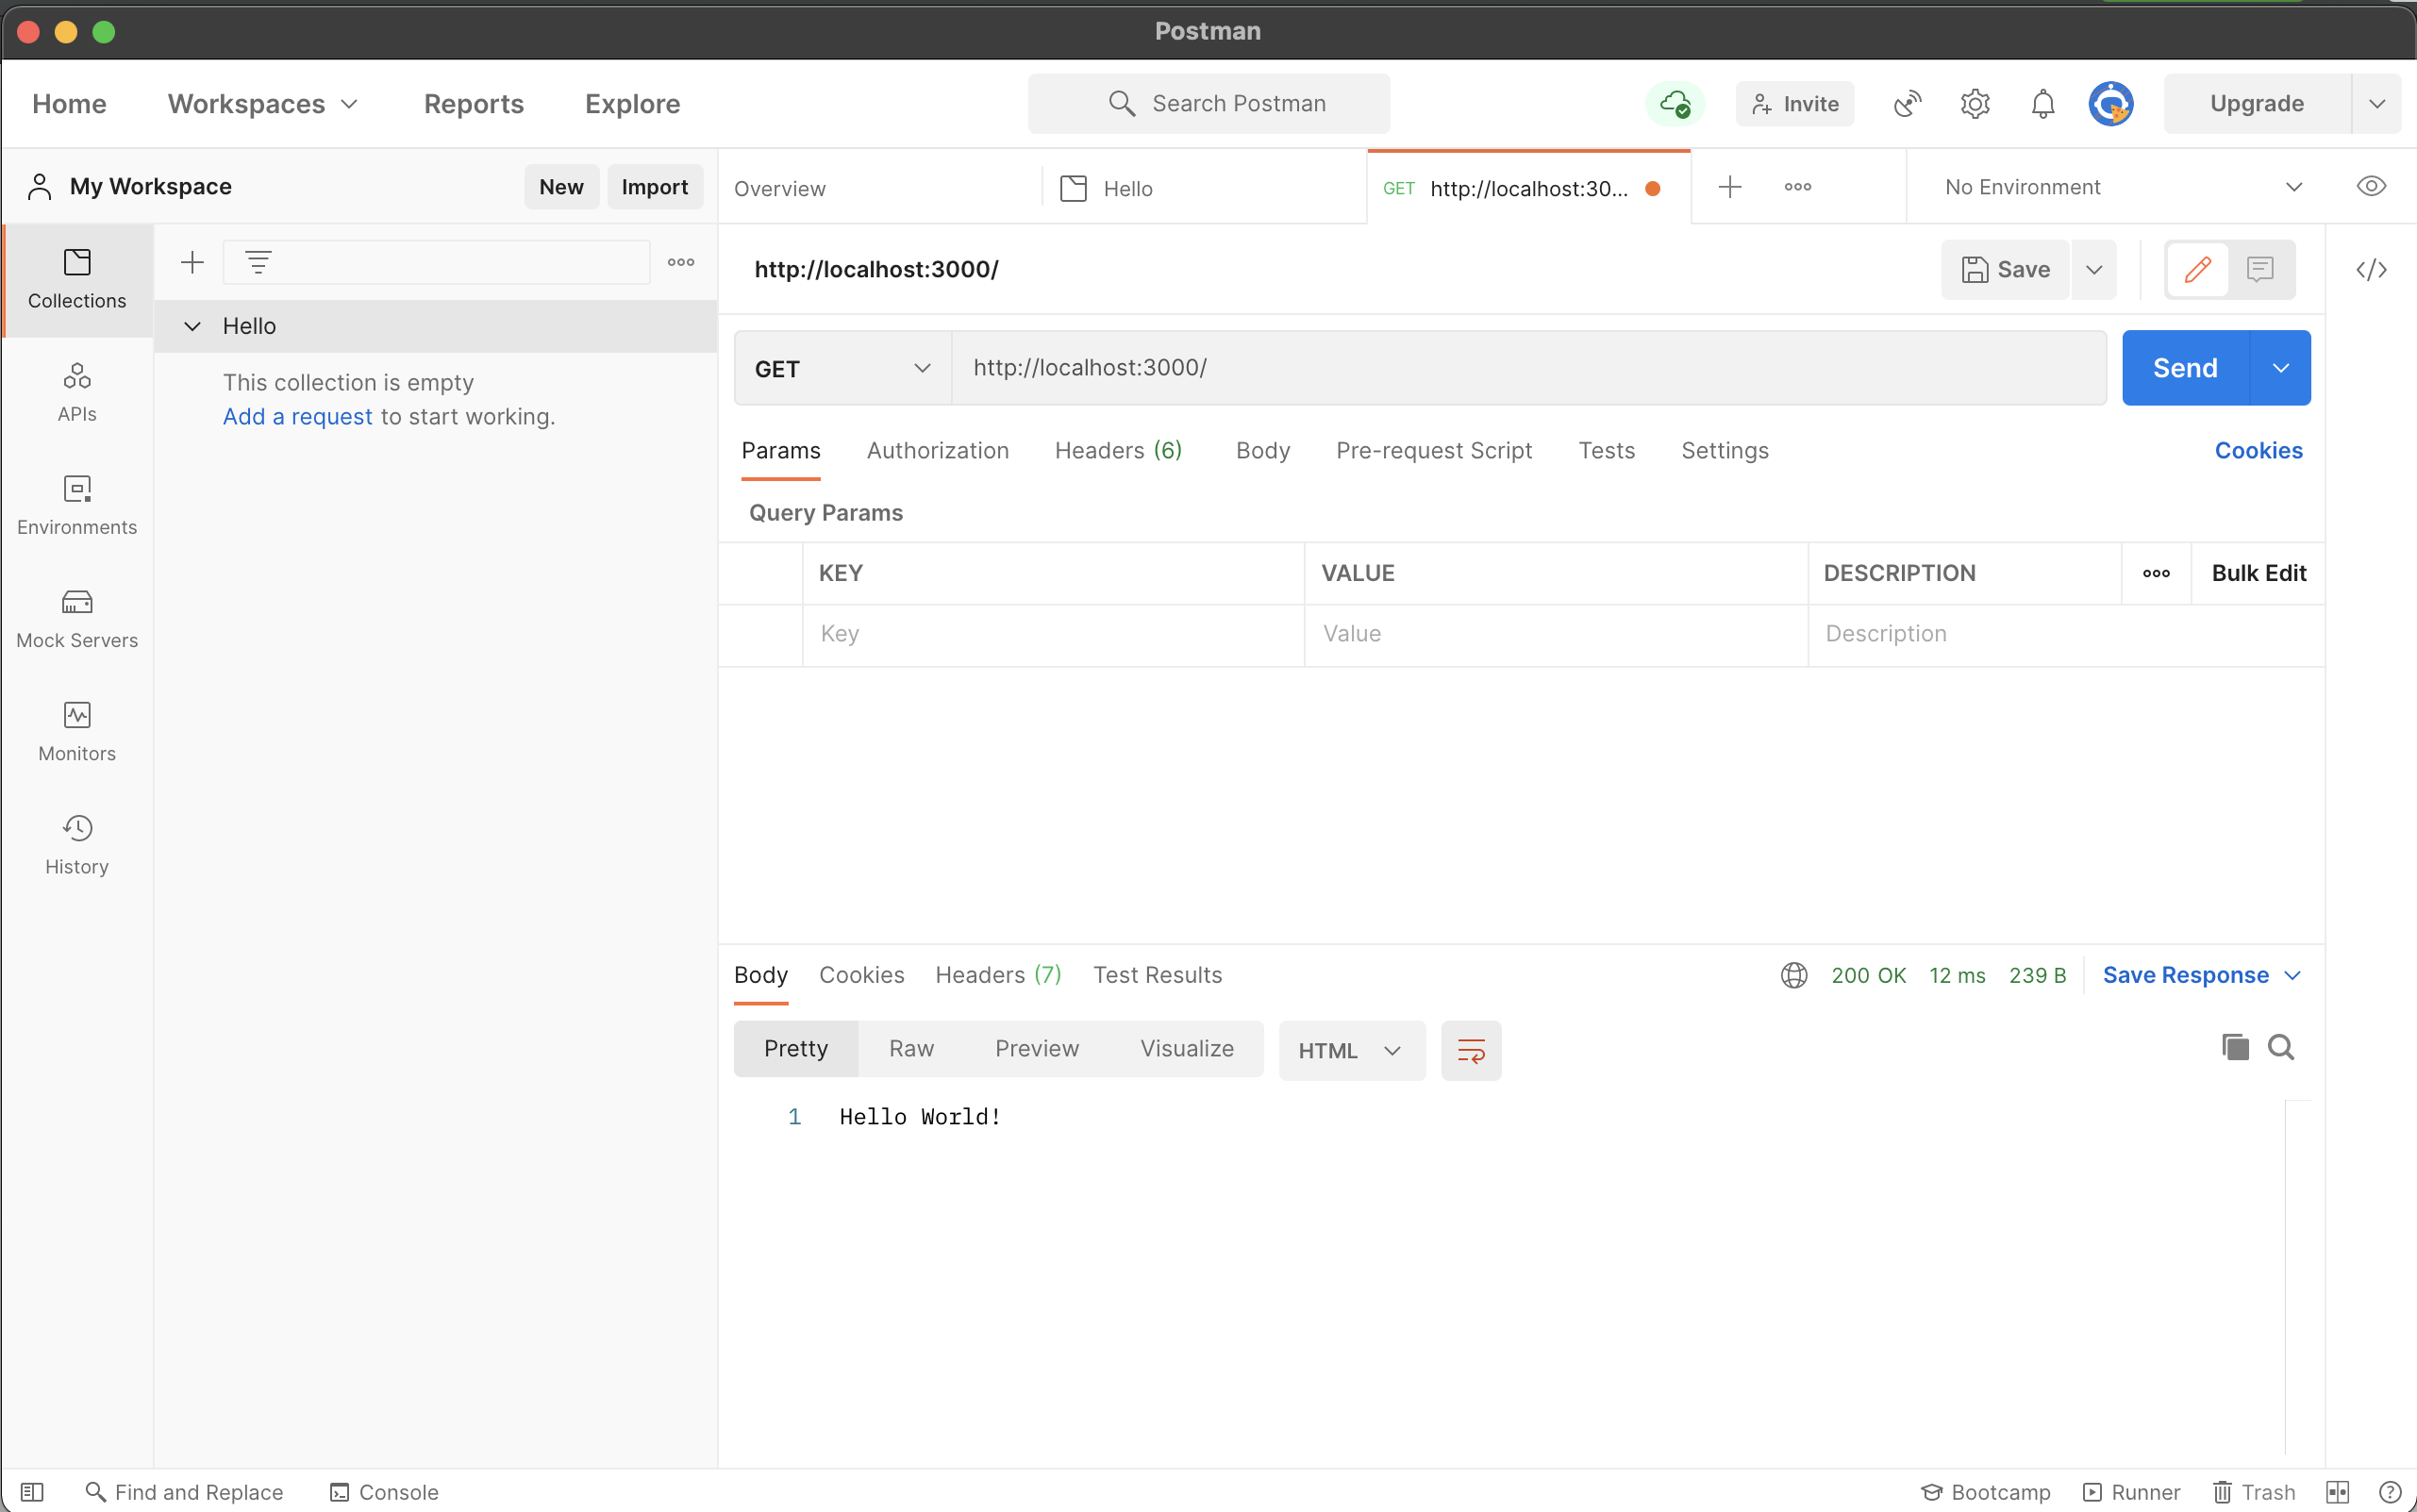 Postman
Home Workspaces Reports Explore Search Postman Invite Upgrade
My Workspace New Import Overview Hello GET http://localhost:30... No Environment
http://localhost:3000/ Save
Collections
Hello
This collection is empty
Add a request to start working.
GET http://localhost:3000/ Send
APIs
Params Authorization Headers (6) Body Pre-request Script Tests Settings Cookies
Query Params
Environments
KEY VALUE DESCRIPTION Bulk Edit
Key Value Description
Mock Servers
Monitors
History
Body Cookies Headers (7) Test Results 200 OK 12 ms 239 B Save Response
Pretty Raw Preview Visualize HTML
1 Hello World!
Find and Replace Console Bootcamp Runner Trash